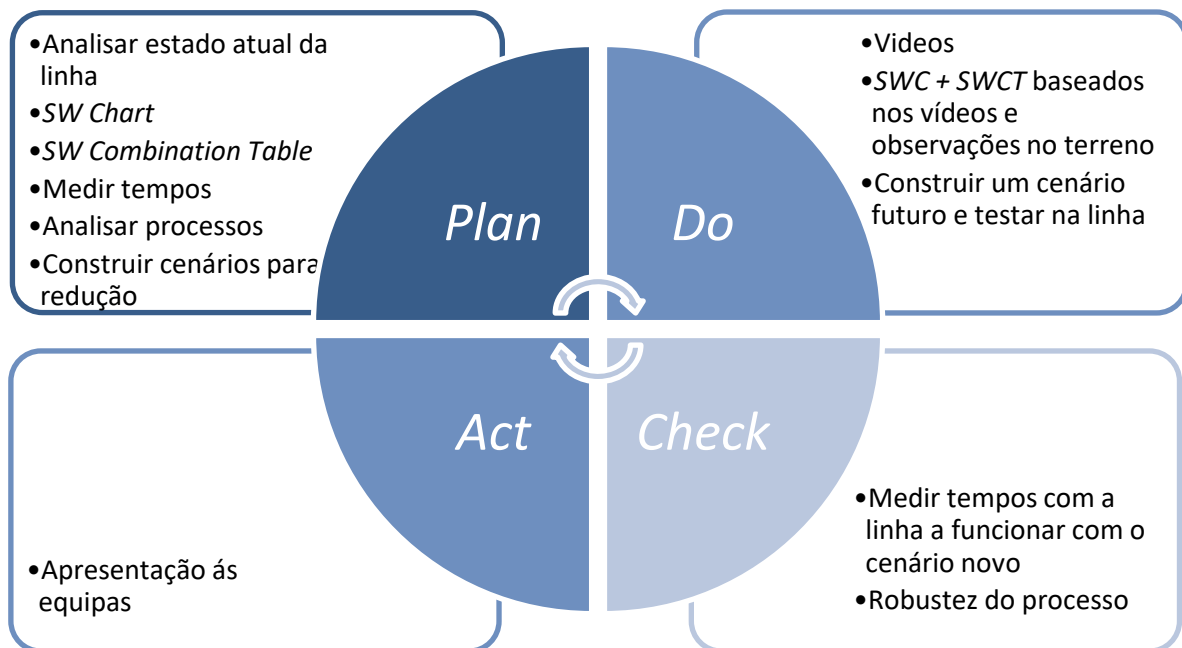 •Analisar estado atual da
linha
•SW Chart
•SW Combination Table
•Medir tempos
•Analisar processos
•Construir cenários para
redução
Plan
•Videos
•SWC + SWCT baseados
nos vídeos e
observações no terreno
•Construir um cenário
futuro e testar na linha
Do
•Apresentação ás
equipas
Act
Check
•Medir tempos com a
linha a funcionar com o
cenário novo
•Robustez do processo